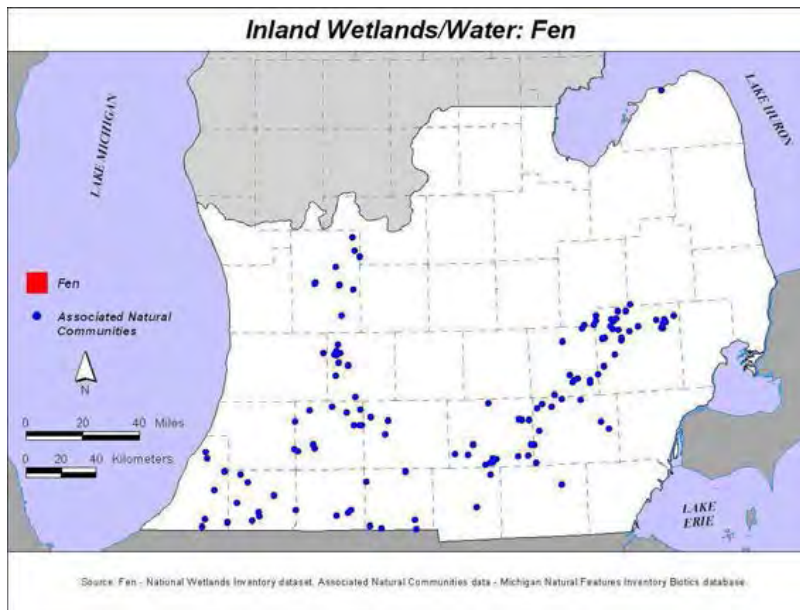 Inland Wetlands/Water: Fen
LAKE MICHIGAN
LAKE HURON
Fen
Associated Natural
Communities
N
0 20 40 Miles
0 20 40 Kilometers
LAKE
ERIE
Source: Fen - National Wetlands Inventory dataset, Associated Natural Communities data - Michigan Natural Features Inventory Biotics database.